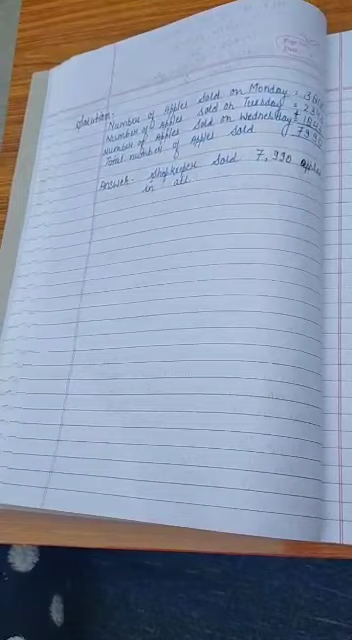 Solution:
Number of Apples Sold on Monday =
Number of Apples Sold on Tuesday =
Number of Apples Sold on Wednesday =
Total number of Apples Sold
Answer- Shopkeeper Sold 7,990 apples
in all.